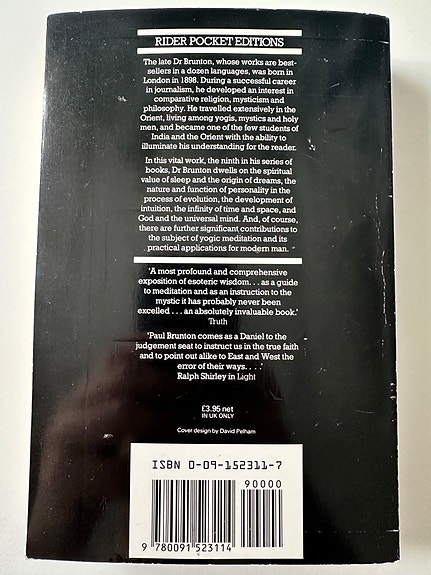 RIDER POCKET EDITIONS
The late Dr Brunton, whose works are best-
sellers in a dozen languages, was born in
London in 1898. During a successful career
in journalism, he developed an interest in
comparative religion, mysticism and
philosophy. He travelled extensively in the
Orient, living among yogis, mystics and holy
men, and became one of the few students of
India and the Orient with the ability to
illuminate his understanding for the reader.
In this vital work, the ninth in his series of
books, Dr Brunton dwells on the spiritual
value of sleep and the origin of dreams, the
nature and function of personality in the
process of evolution, the development of
intuition, the infinity of time and space, and
God and the universal mind. And, of course,
there are further significant contributions to
the subject of yogic meditation and its
practical applications for modern man.
'A most profound and comprehensive
exposition of esoteric wisdom... as a guide
to meditation and as an instruction to the
mystic it has probably never been
excelled ... an absolutely invaluable book.'
Truth
'Paul Brunton comes as a Daniel to the
judgement seat to instruct us in the true faith
and to point out alike to East and West the
error of their ways. . . .'
Ralph Shirley in Light
£3.95 net
IN UK ONLY
Cover design by David Pelham
ISBN 0-09-152311-7
90000
9 780091 523114